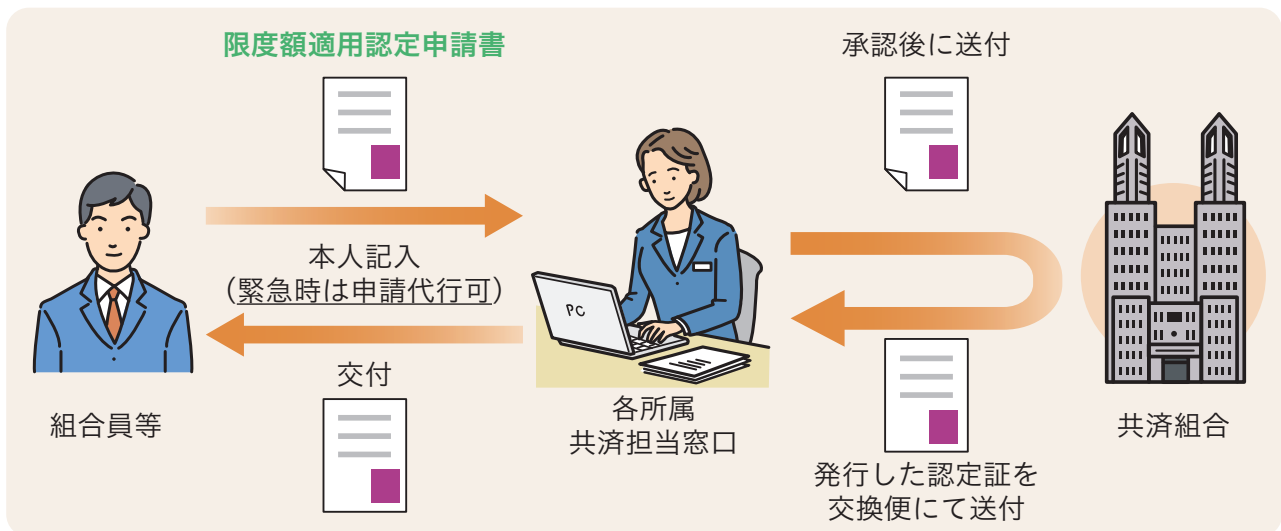 限度額適用認定申請書
承認後に送付
本人記入
（緊急時は申請代行可）
PC
交付
組合員等
各所属
共済担当窓口
共済組合
発行した認定証を
交換便にて送付